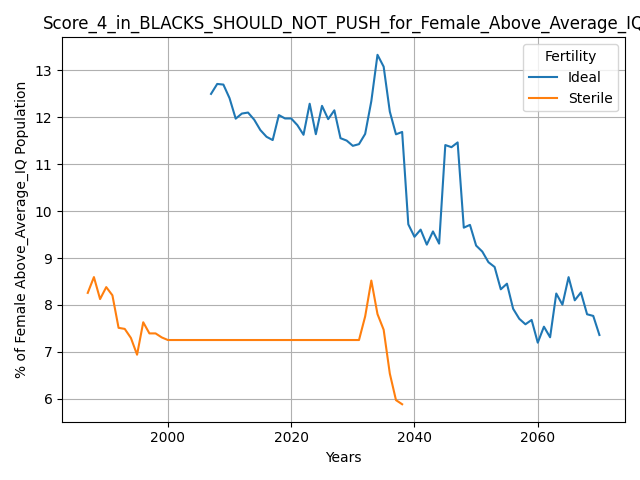 Score_4_in_BLACKS_SHOULD_NOT_PUSH_for_Female_Above_Average_IQ
% of Female Above_Average_IQ Population
13
12
11
10
9
8
7
6
Fertility
Ideal
Sterile
2000 2020 2040 2060
Years